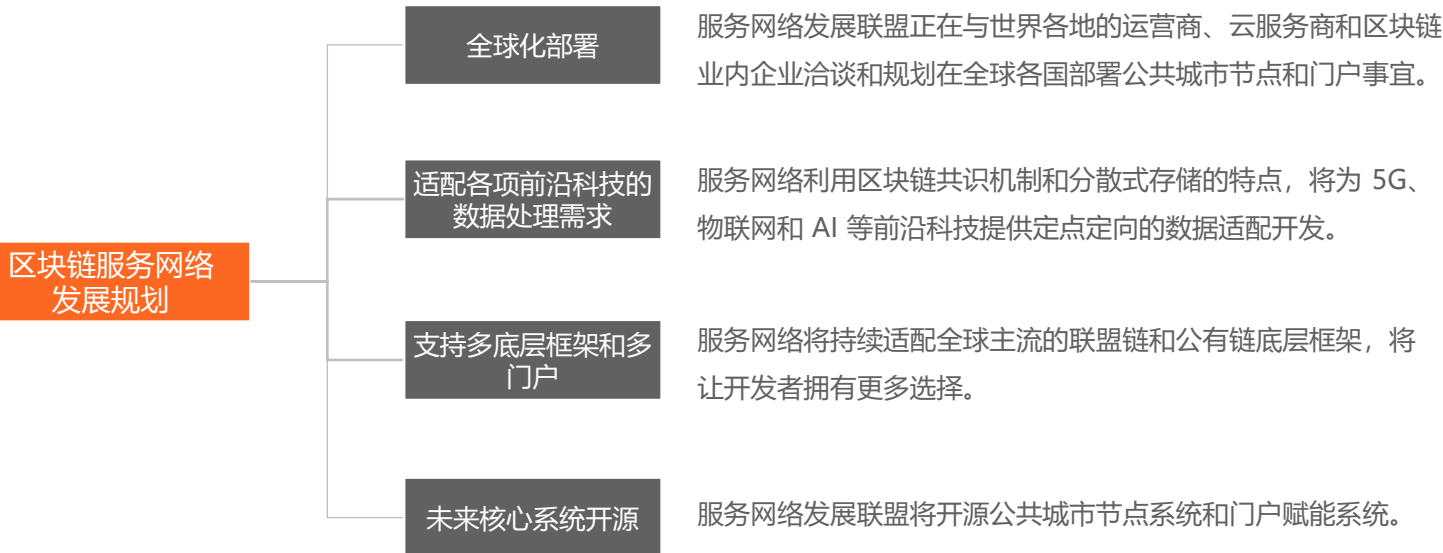 区块链服务网络
发展规划
全球化部署
服务网络发展联盟正在与世界各地的运营商、云服务商和区块链
业内企业洽谈和规划在全球各国部署公共城市节点和门户事宜。
适配各项前沿科技的
数据处理需求
服务网络利用区块链共识机制和分散式存储的特点，将为 5G、
物联网和 AI 等前沿科技提供定点定向的数据适配开发。
支持多底层框架和多
门户
服务网络将持续适配全球主流的联盟链和公有链底层框架，将
让开发者拥有更多选择。
未来核心系统开源
服务网络发展联盟将开源公共城市节点系统和门户赋能系统。